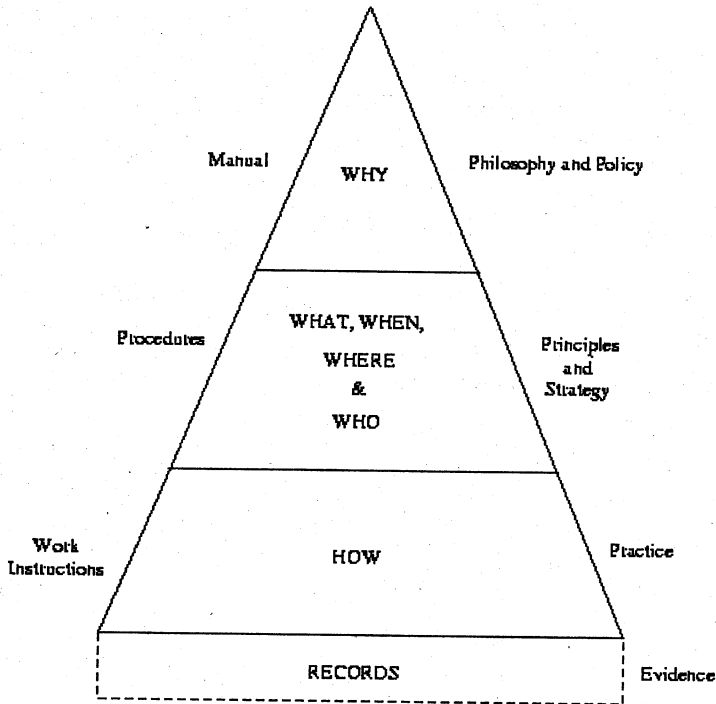 Manual
WHY
Philosophy and Policy
Procedures
WHAT, WHEN,
WHERE
&
WHO
Principles
and
Strategy
Work
Instructions
HOW
Practice
RECORDS
Evidence